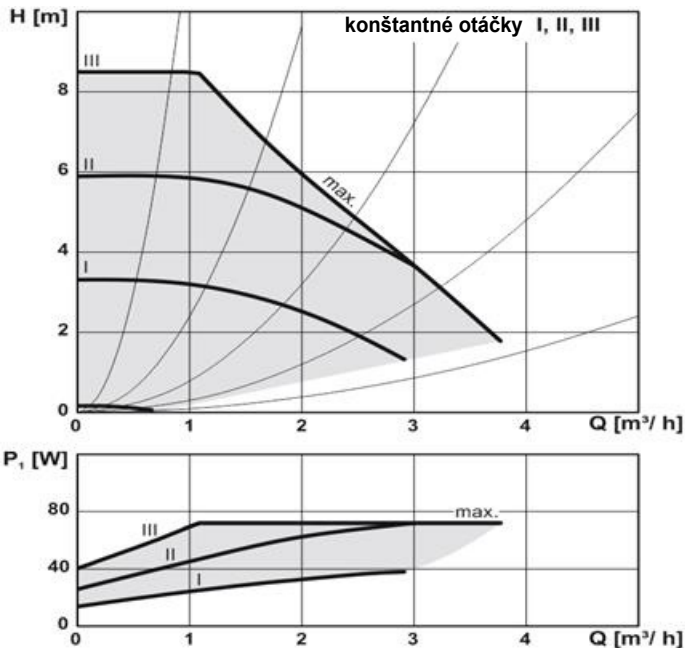 H [m]
konštantné otáčky I, II, III
III
8
II
6
max.
4
I
2
0
0 1 2 3 4 Q [m³/ h]
P₁ [W]
80
max.
III
II
40
I
0
0 1 2 3 4 Q [m³/ h]